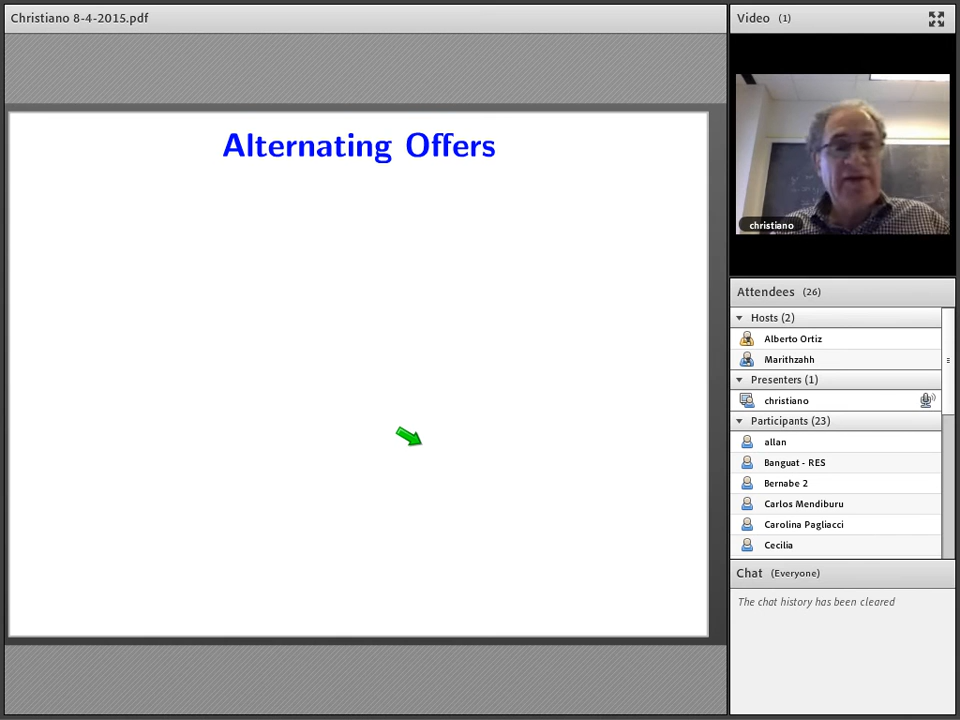 Christiano 8-4-2015.pdf
Alternating Offers
Video (1)
christiano
Attendees (26)
Hosts (2)
Alberto Ortiz
Marithzahh
Presenters (1)
christiano
Participants (23)
allan
Banguat - RES
Bernabe 2
Carlos Mendiburu
Carolina Pagliacci
Cecilia
Chat (Everyone)
The chat history has been cleared